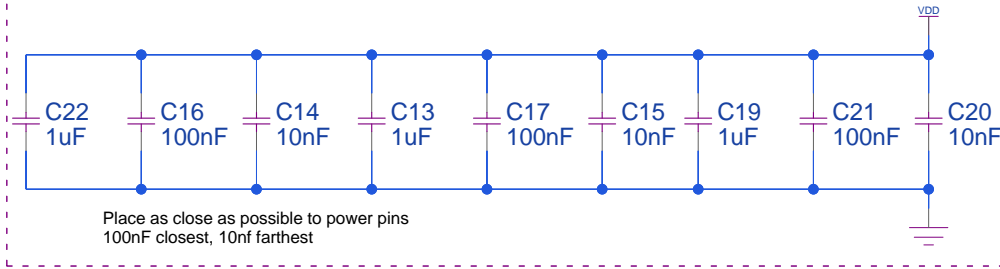 VDD
C22
1uF
C16
100nF
C14
10nF
C13
1uF
C17
100nF
C15
10nF
C19
1uF
C21
100nF
C20
10nF
Place as close as possible to power pins
100nF closest, 10nf farthest